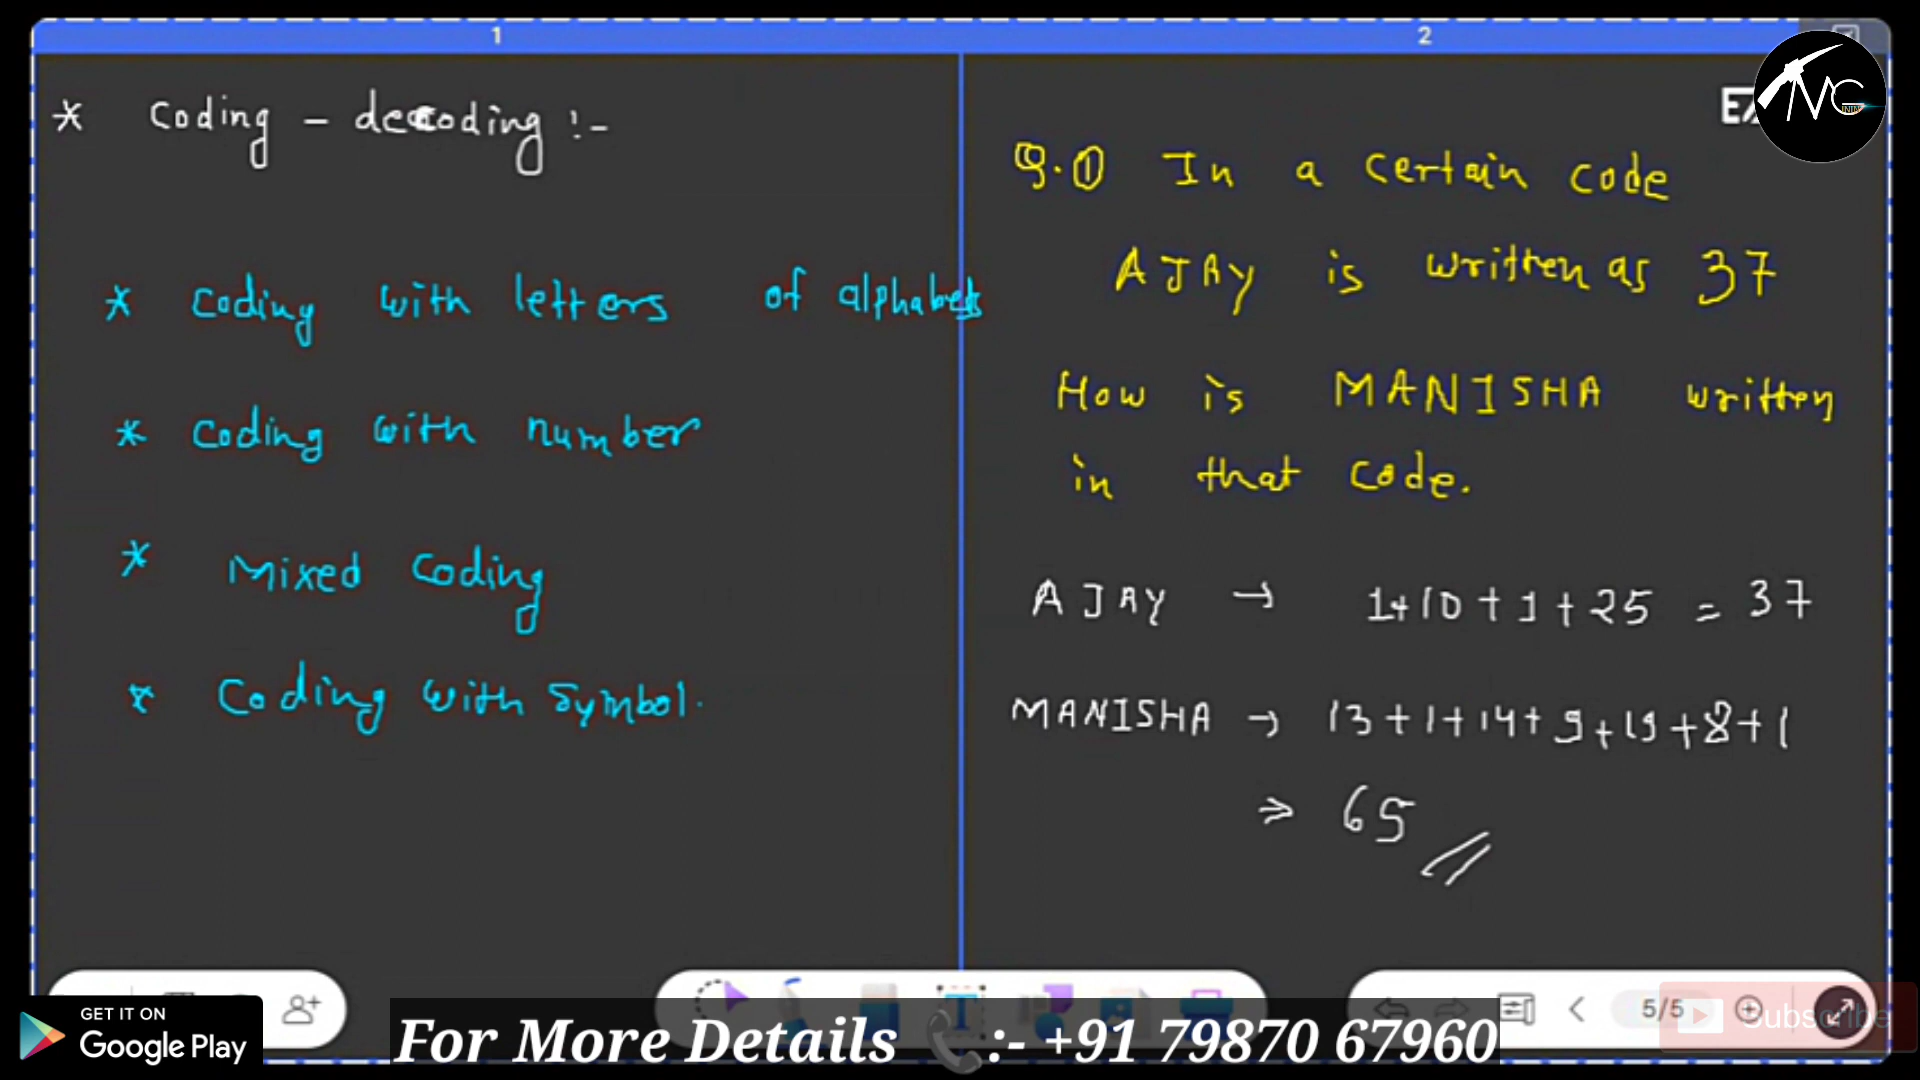 1
* Coding - decoding :-
* Coding with letters of alphabets
* Coding with number
* Mixed Coding
* Coding with Symbol.
2
Q.① In a certain code
AJAY is written as 37
How is MANISHA written
in that code.
AJAY → 1+10+1+25 = 37
MANISHA → 13+1+14+9+19+8+1
⇒ 65 //
MG
5/5
Subscribe
GET IT ON
Google Play
For More Details :- +91 79870 67960